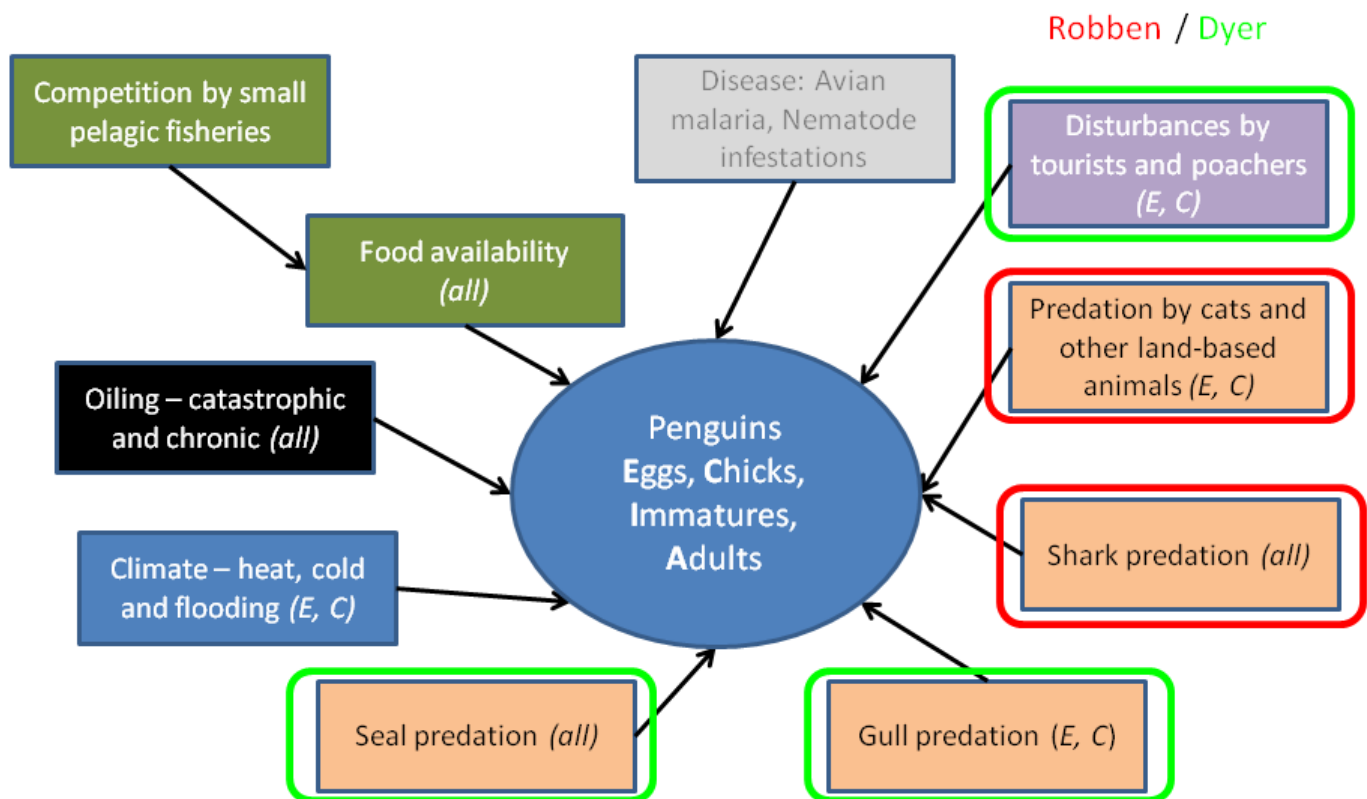 Robben / Dyer
Competition by small
pelagic fisheries
Disease: Avian
malaria, Nematode
infestations
Disturbances by
tourists and poachers
(E, C)
Food availability
(all)
Predation by cats and
other land-based
animals (E, C)
Oiling – catastrophic
and chronic (all)
Penguins
Eggs, Chicks,
Immatures,
Adults
Shark predation (all)
Climate – heat, cold
and flooding (E, C)
Seal predation (all)
Gull predation (E, C)